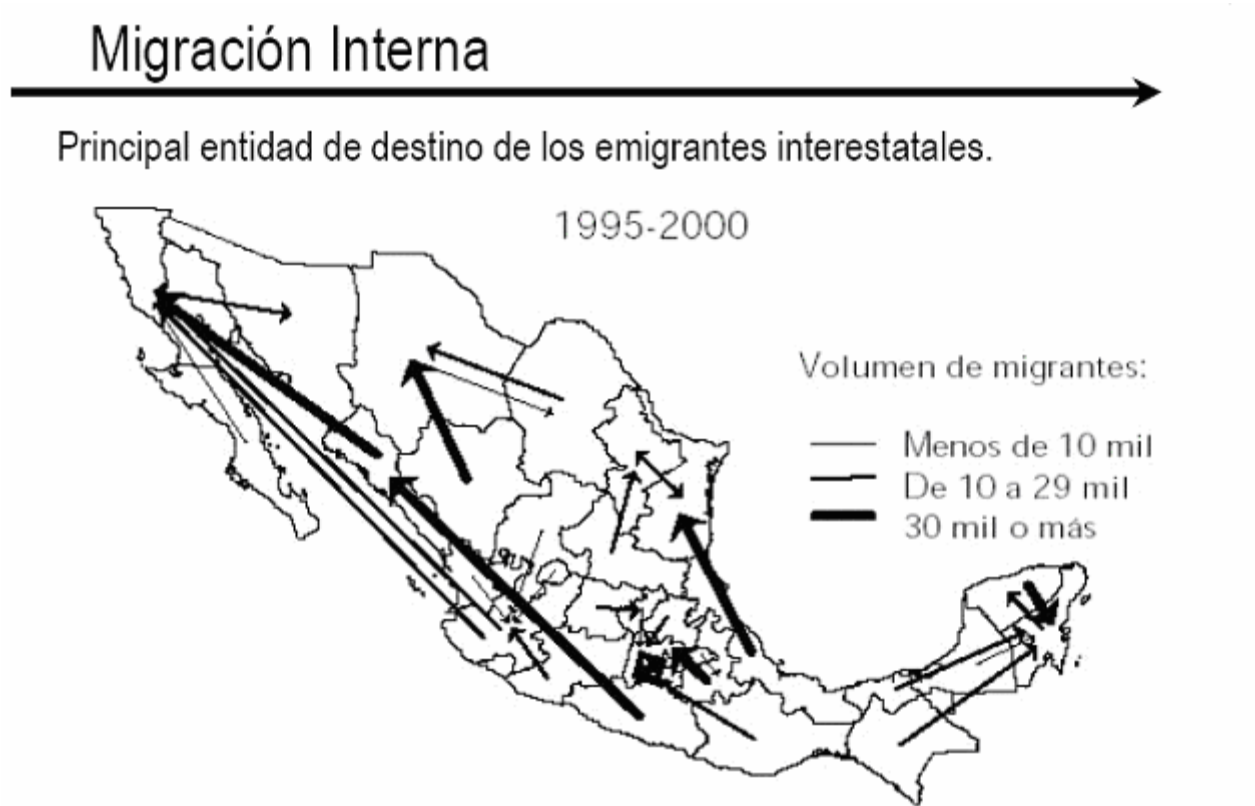 Migración Interna
Principal entidad de destino de los emigrantes interestatales.
1995-2000
Volumen de migrantes:
Menos de 10 mil
De 10 a 29 mil
30 mil o más